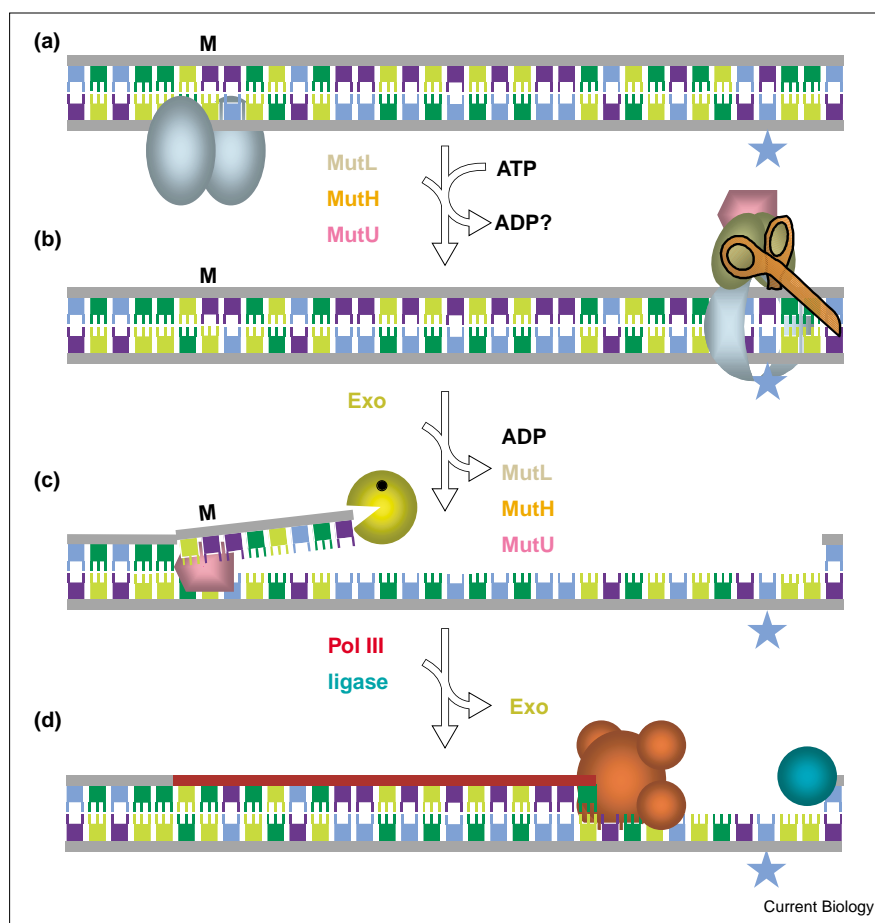 (a)
M
MutL
MutH
MutU
ATP
ADP?
(b)
M
Exo
ADP
MutL
MutH
MutU
(c)
M
Pol III
ligase
Exo
(d)
Current Biology